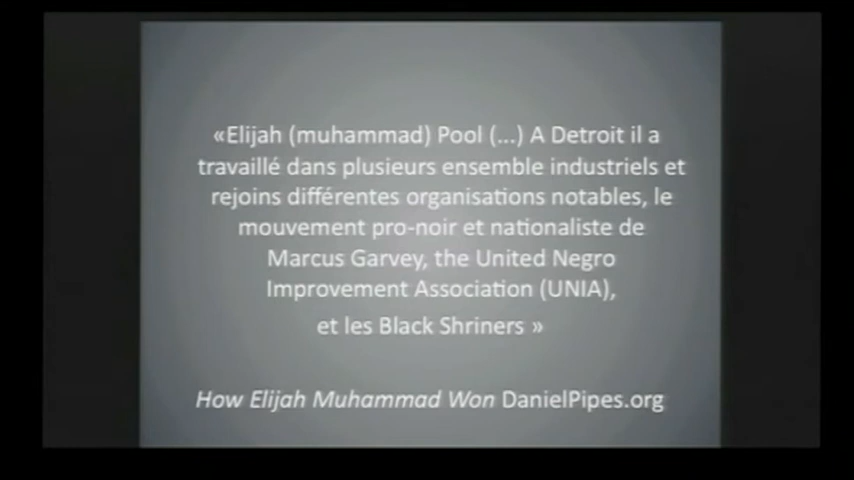 «Elijah (muhammad) Pool (...) A Detroit il a
travaillé dans plusieurs ensemble industriels et
rejoins différentes organisations notables, le
mouvement pro-noir et nationaliste de
Marcus Garvey, the United Negro
Improvement Association (UNIA),
et les Black Shriners »
How Elijah Muhammad Won DanielPipes.org